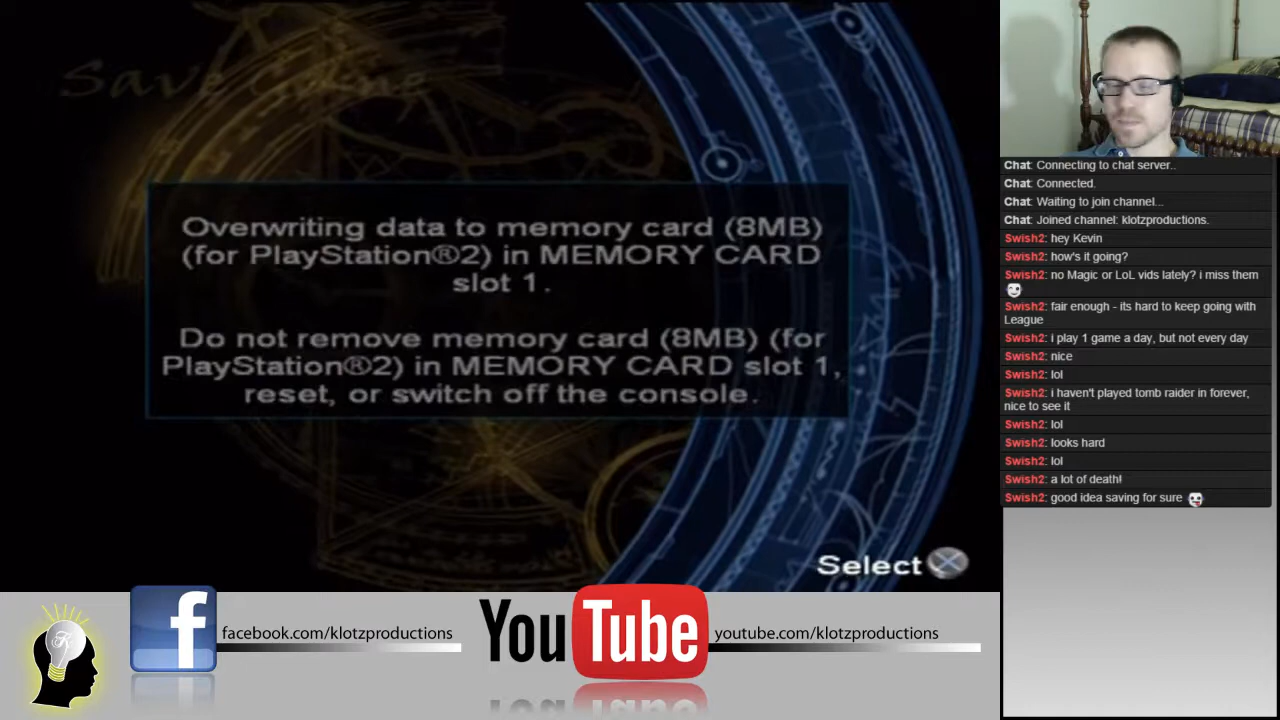 Save Game
Overwriting data to memory card (8MB)
(for PlayStation®2) in MEMORY CARD
slot 1.
Do not remove memory card (8MB) (for
PlayStation®2) in MEMORY CARD slot 1,
reset, or switch off the console.
Select
Chat: Connecting to chat server..
Chat: Connected.
Chat: Waiting to join channel...
Chat: Joined channel: klotzproductions.
Swish2: hey Kevin
Swish2: how's it going?
Swish2: no Magic or LoL vids lately? i miss them
Swish2: fair enough - its hard to keep going with
League
Swish2: i play 1 game a day, but not every day
Swish2: nice
Swish2: lol
Swish2: i haven't played tomb raider in forever,
nice to see it
Swish2: lol
Swish2: looks hard
Swish2: lol
Swish2: a lot of death!
Swish2: good idea saving for sure
f facebook.com/klotzproductions
YouTube youtube.com/klotzproductions